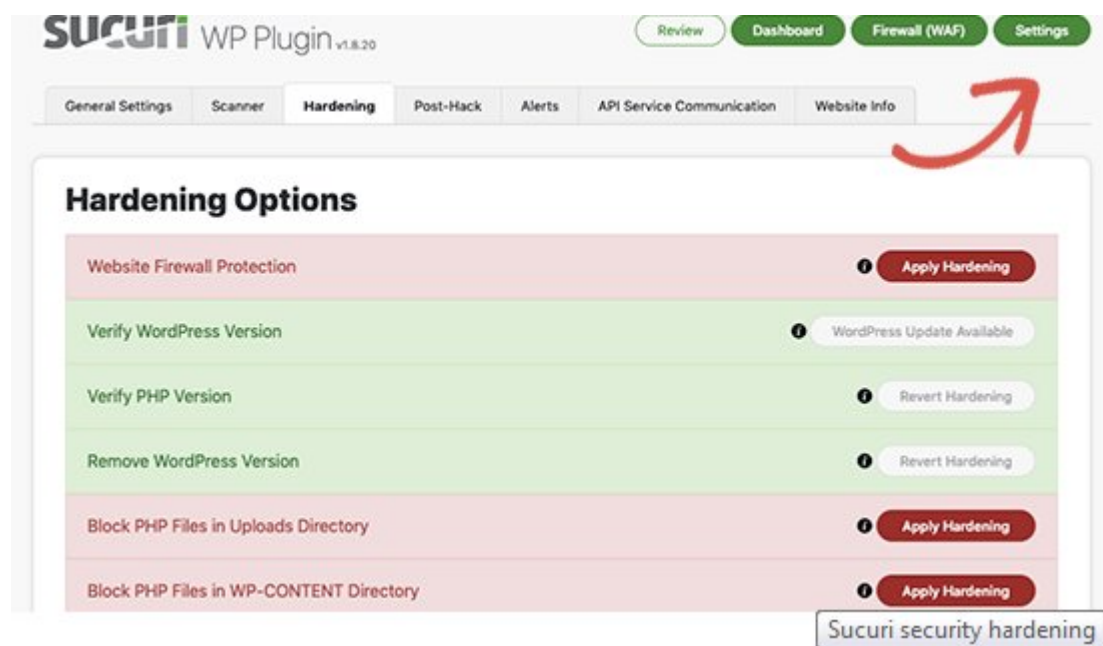 SUCURI WP Plugin v1.8.20
Review Dashboard Firewall (WAF) Settings
General Settings Scanner Hardening Post-Hack Alerts API Service Communication Website Info
Hardening Options
Website Firewall Protection Apply Hardening
Verify WordPress Version WordPress Update Available
Verify PHP Version Revert Hardening
Remove WordPress Version Revert Hardening
Block PHP Files in Uploads Directory Apply Hardening
Block PHP Files in WP-CONTENT Directory Apply Hardening
Sucuri security hardening